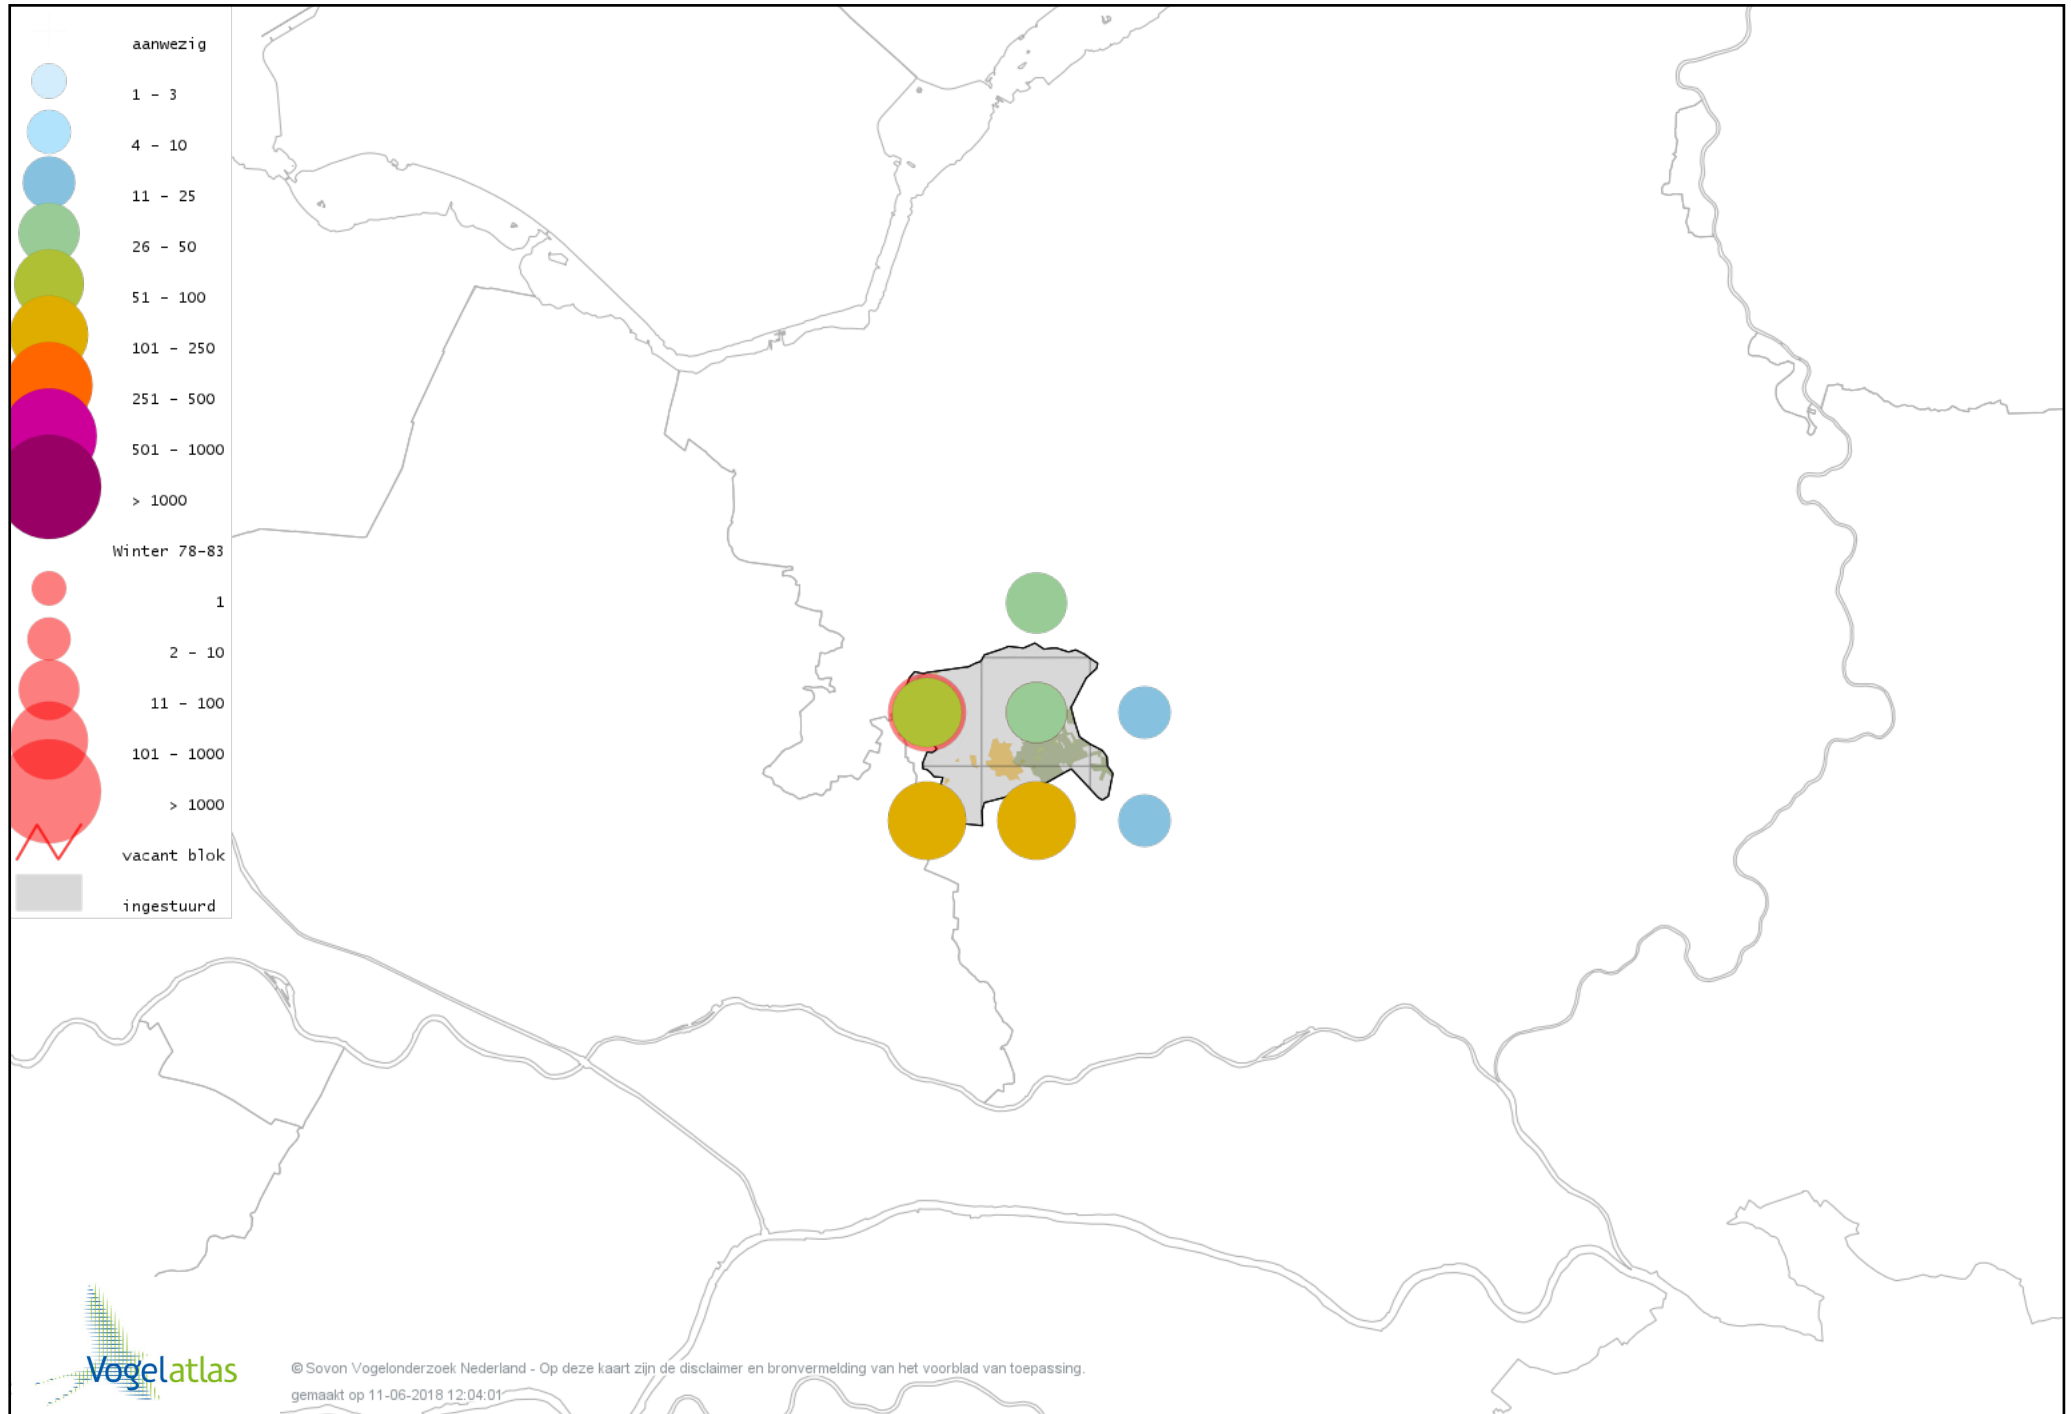 aanwezig
1 - 3
4 - 10
11 - 25
26 - 50
51 - 100
101 - 250
251 - 500
501 - 1000
> 1000
Winter 78-83
1
2 - 10
11 - 100
101 - 1000
> 1000
vacant blok
ingestuurd
Vogelatlas
© Sovon Vogelonderzoek Nederland - Op deze kaart zijn de disclaimer en bronvermelding van het voorblad van toepassing.
gemaakt op 11-06-2018 12:04:01